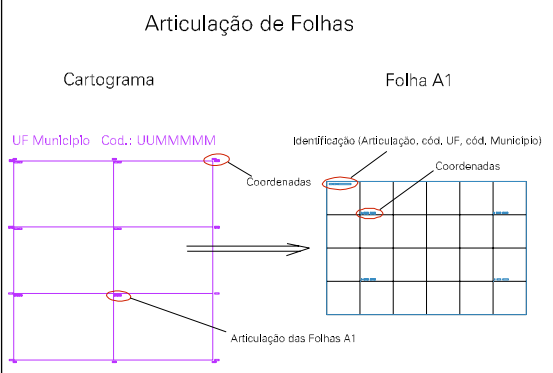 Articulação de Folhas
Cartograma
Folha A1
UF Município Cod.: UUMMMMM
Identificação (Articulação, cód. UF, cód. Município)
Coordenadas
Coordenadas
Articulação das Folhas A1